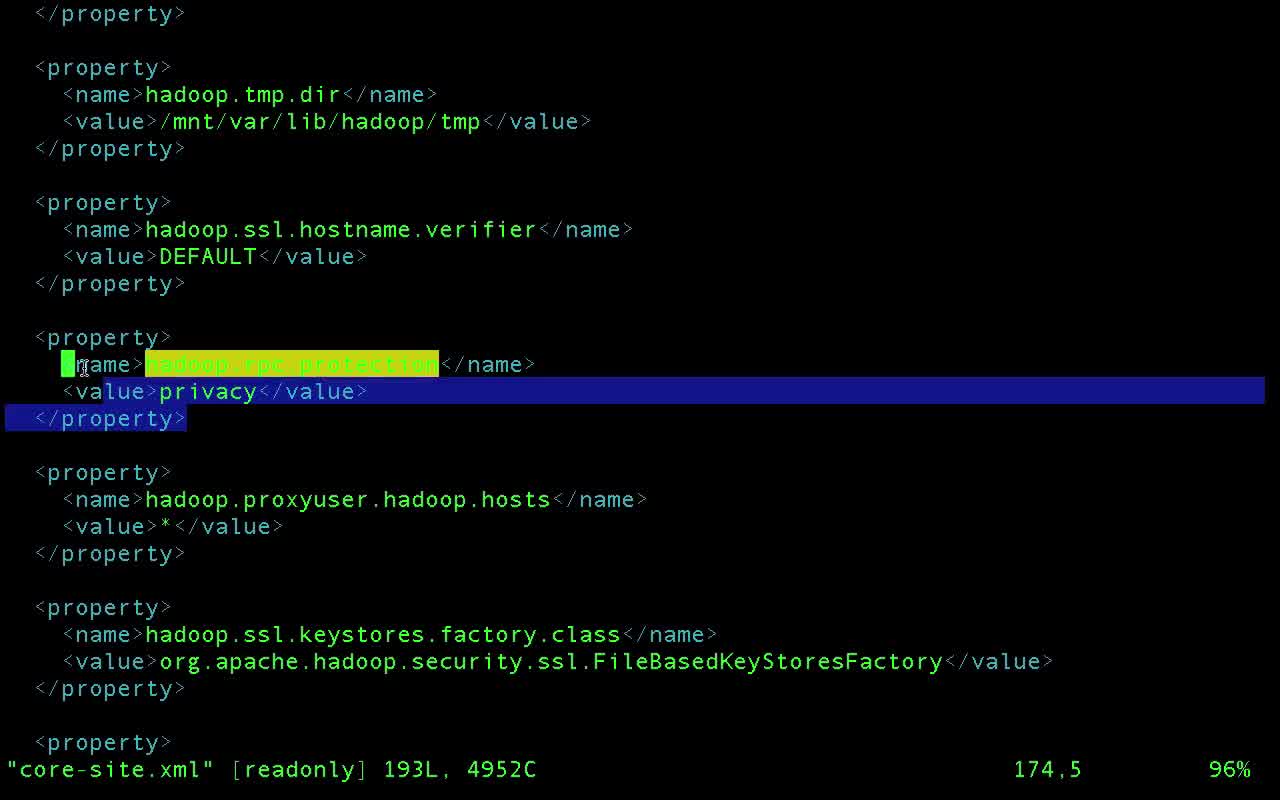 </property>
<property>
<name>hadoop.tmp.dir</name>
<value>/mnt/var/lib/hadoop/tmp</value>
</property>
<property>
<name>hadoop.ssl.hostname.verifier</name>
<value>DEFAULT</value>
</property>
<property>
<name>hadoop.rpc.protection</name>
<value>privacy</value>
</property>
<property>
<name>hadoop.proxyuser.hadoop.hosts</name>
<value>*</value>
</property>
<property>
<name>hadoop.ssl.keystores.factory.class</name>
<value>org.apache.hadoop.security.ssl.FileBasedKeyStoresFactory</value>
</property>
<property>
"core-site.xml" [readonly] 193L, 4952C 174,5 96%